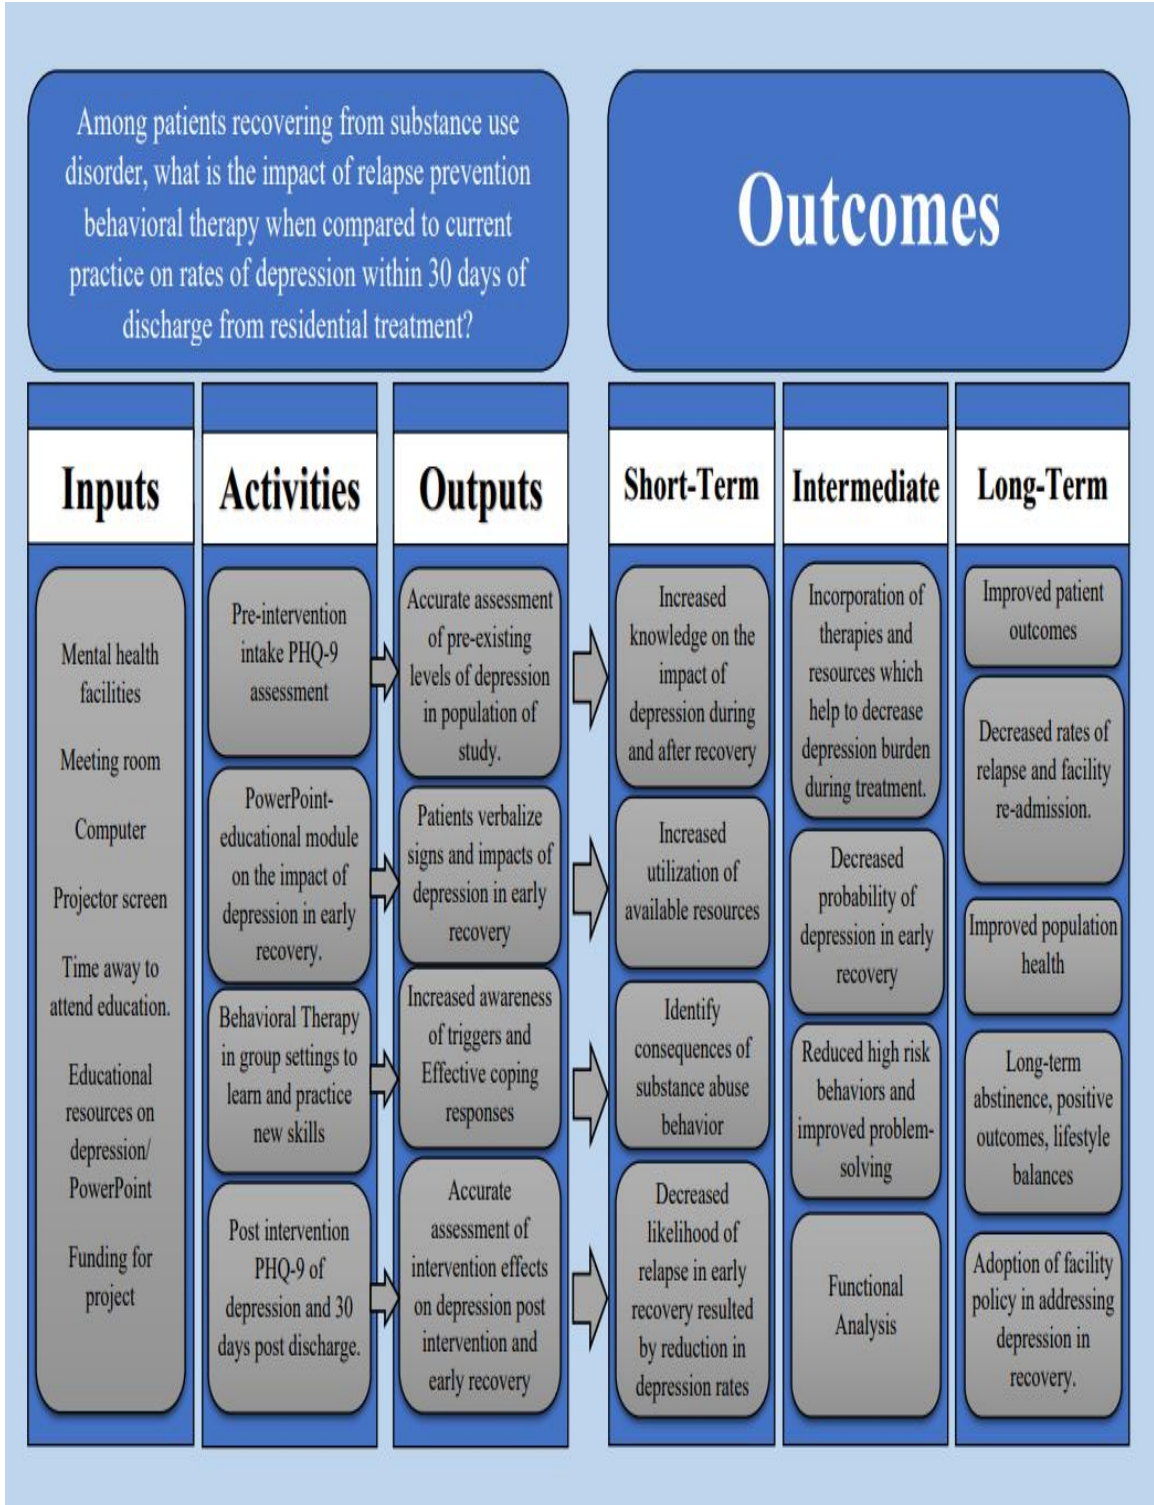 Among patients recovering from substance use
disorder, what is the impact of relapse prevention
behavioral therapy when compared to current
practice on rates of depression within 30 days of
discharge from residential treatment?
Outcomes
Inputs
Mental health
facilities
Meeting room
Computer
Projector screen
Time away to
attend education.
Educational
resources on
depression/
PowerPoint
Funding for
project
Activities
Pre-intervention
intake PHQ-9
assessment
PowerPoint-
educational module
on the impact of
depression in early
recovery.
Behavioral Therapy
in group settings to
learn and practice
new skills
Post intervention
PHQ-9 of
depression and 30
days post discharge.
Outputs
Accurate assessment
of pre-existing
levels of depression
in population of
study.
Patients verbalize
signs and impacts of
depression in early
recovery
Increased awareness
of triggers and
Effective coping
responses
Accurate
assessment of
intervention effects
on depression post
intervention and
early recovery
Short-Term
Increased
knowledge on the
impact of
depression during
and after recovery
Increased
utilization of
available resources
Identify
consequences of
substance abuse
behavior
Decreased
likelihood of
relapse in early
recovery resulted
by reduction in
depression rates
Intermediate
Incorporation of
therapies and
resources which
help to decrease
depression burden
during treatment.
Decreased
probability of
depression in early
recovery
Reduced high risk
behaviors and
improved problem-
solving
Functional
Analysis
Long-Term
Improved patient
outcomes
Decreased rates of
relapse and facility
re-admission.
Improved population
health
Long-term
abstinence, positive
outcomes, lifestyle
balances
Adoption of facility
policy in addressing
depression in
recovery.